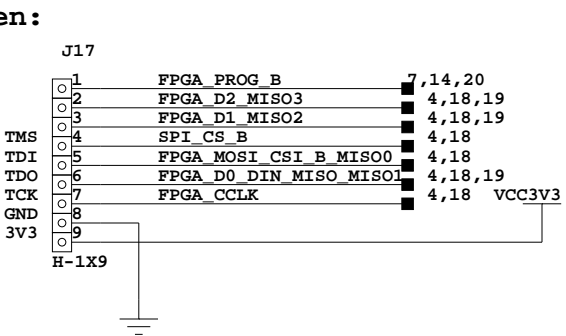 en:
J17
1 FPGA_PROG_B 7,14,20
2 FPGA_D2_MISO3 4,18,19
3 FPGA_D1_MISO2 4,18,19
TMS 4 SPI_CS_B 4,18
TDI 5 FPGA_MOSI_CSI_B_MISO0 4,18
TDO 6 FPGA_D0_DIN_MISO_MISO1 4,18,19
TCK 7 FPGA_CCLK 4,18 VCC3V3
GND 8
3V3 9
H-1X9